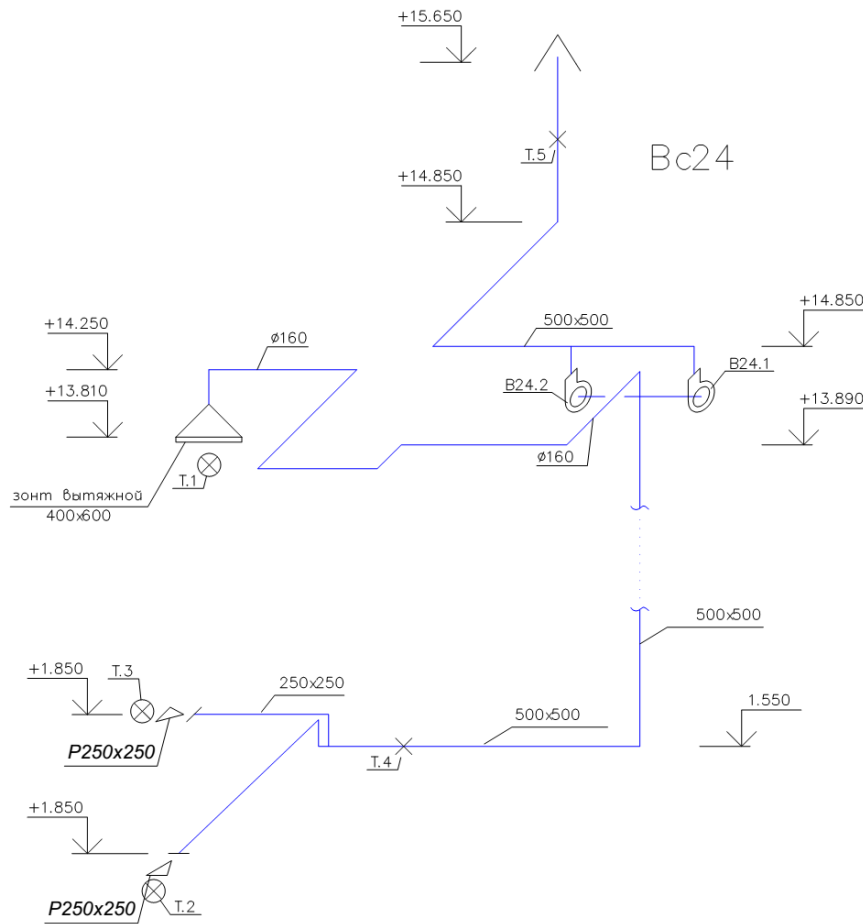 +15.650
Вс24
Т.5
+14.850
+14.850
500х500
+14.250
ø160
В24.1
В24.2
+13.810
+13.890
ø160
Т.1
зонт вытяжной
400х600
500х500
Т.3
+1.850
250х250
1.550
500х500
Р250х250
Т.4
+1.850
Р250х250
Т.2